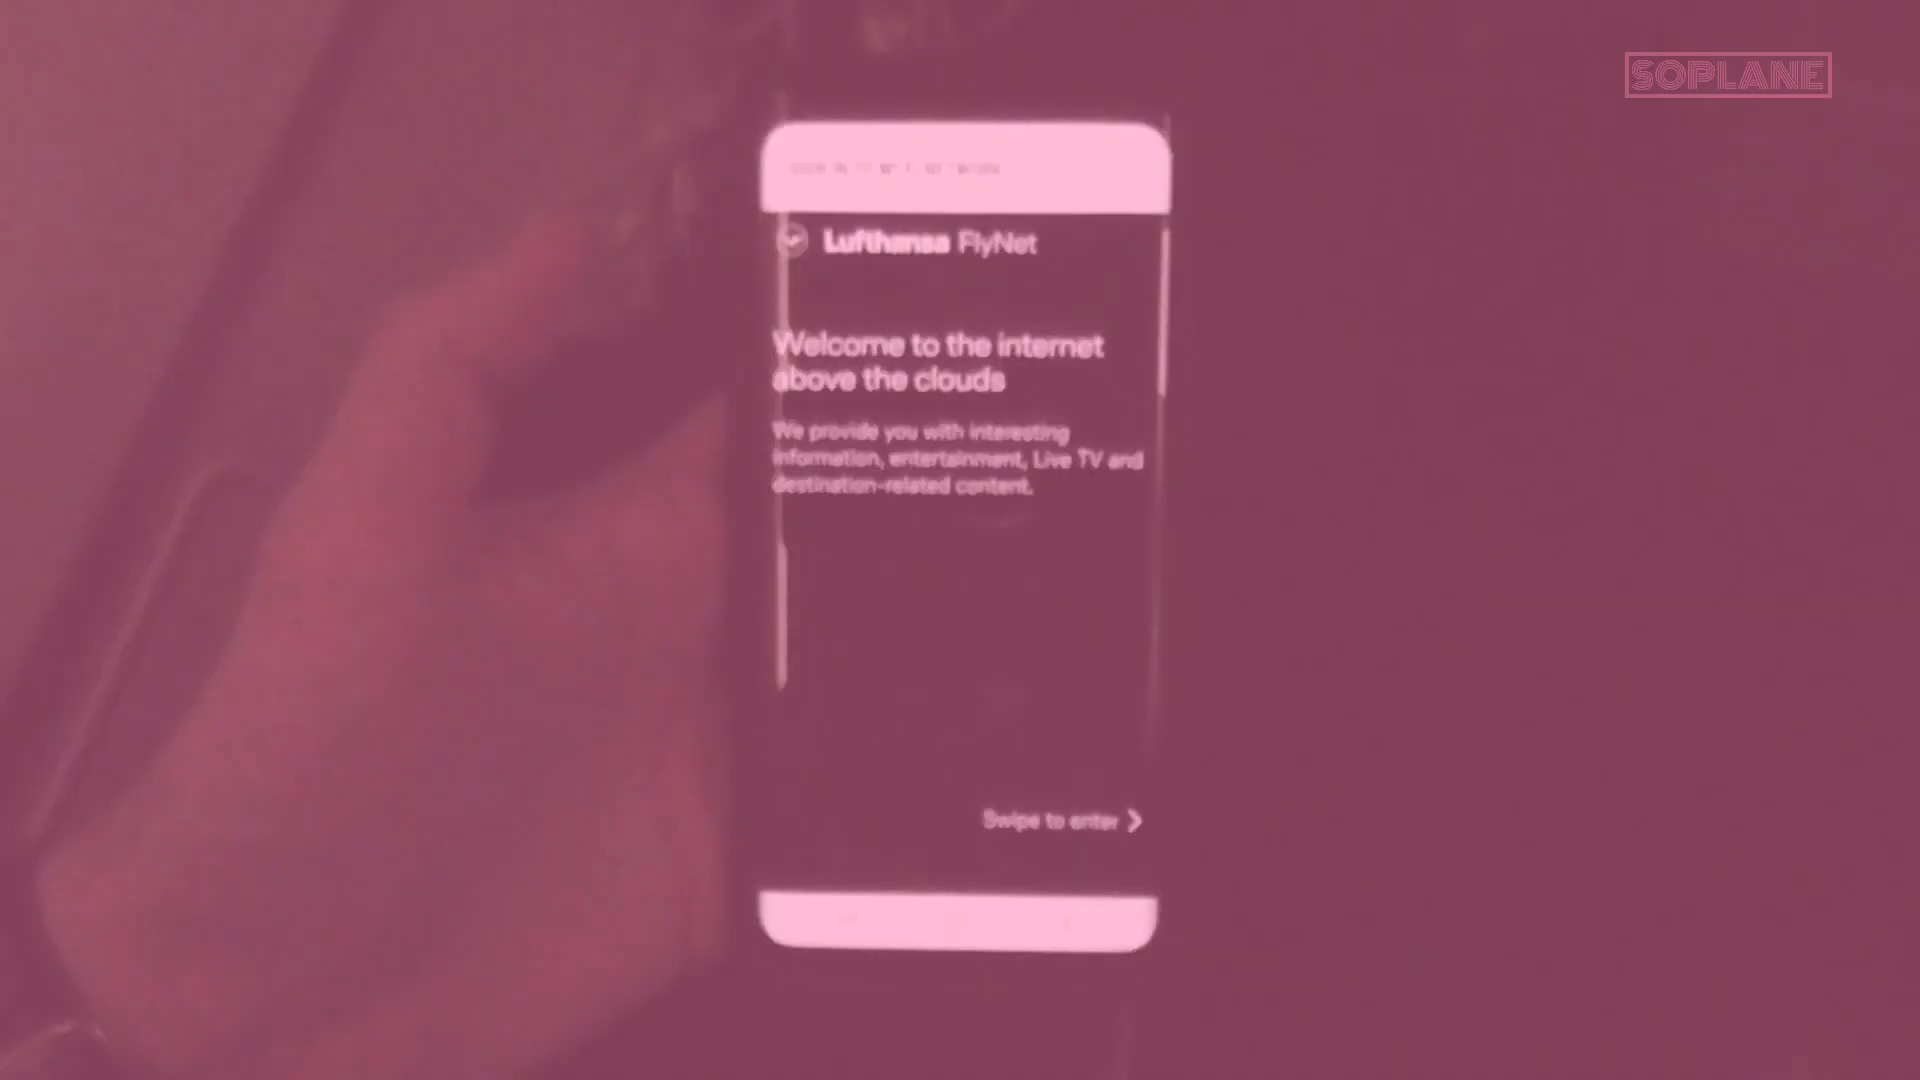 SOPLANE
Lufthansa FlyNet
Welcome to the internet
above the clouds
We provide you with interesting
information, entertainment, Live TV and
destination-related content.
Swipe to enter